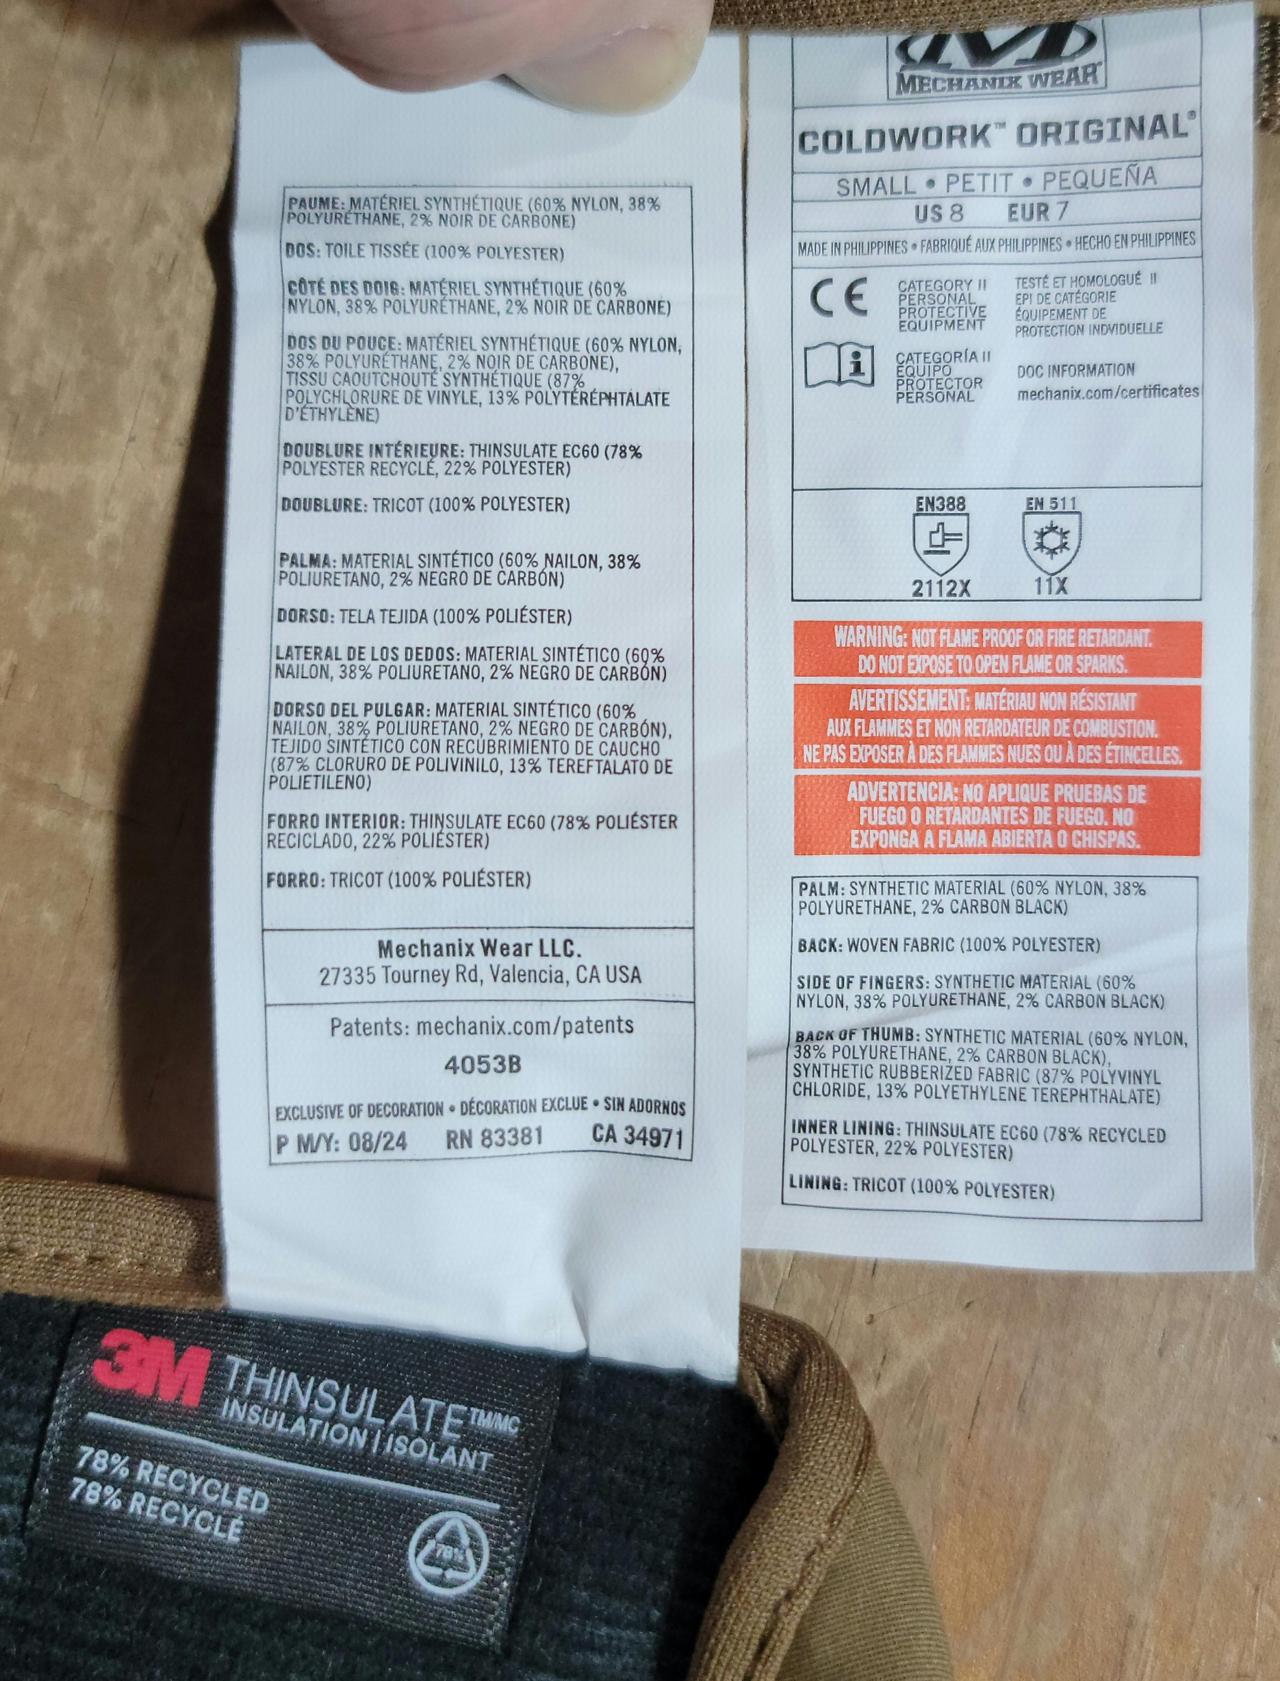 PAUME: MATÉRIEL SYNTHÉTIQUE (60% NYLON, 38%
POLYURÉTHANE, 2% NOIR DE CARBONE)
DOS: TOILE TISSÉE (100% POLYESTER)
CÔTÉ DES DOIG: MATÉRIEL SYNTHÉTIQUE (60%
NYLON, 38% POLYURÉTHANE, 2% NOIR DE CARBONE)
DOS DU POUCE: MATÉRIEL SYNTHÉTIQUE (60% NYLON,
38% POLYURÉTHANE, 2% NOIR DE CARBONE),
TISSU CAOUTCHOUTÉ SYNTHÉTIQUE (87%
POLYCHLORURE DE VINYLE, 13% POLYTÉRÉPHTALATE
D'ÉTHYLÈNE)
DOUBLURE INTÉRIEURE: THINSULATE EC60 (78%
POLYESTER RECYCLÉ, 22% POLYESTER)
DOUBLURE: TRICOT (100% POLYESTER)
PALMA: MATERIAL SINTÉTICO (60% NAILON, 38%
POLIURETANO, 2% NEGRO DE CARBÓN)
DORSO: TELA TEJIDA (100% POLIÉSTER)
LATERAL DE LOS DEDOS: MATERIAL SINTÉTICO (60%
NAILON, 38% POLIURETANO, 2% NEGRO DE CARBÓN)
DORSO DEL PULGAR: MATERIAL SINTÉTICO (60%
NAILON, 38% POLIURETANO, 2% NEGRO DE CARBÓN),
TEJIDO SINTÉTICO CON RECUBRIMIENTO DE CAUCHO
(87% CLORURO DE POLIVINILO, 13% TEREFTALATO DE
POLIETILENO)
FORRO INTERIOR: THINSULATE EC60 (78% POLIÉSTER
RECICLADO, 22% POLIÉSTER)
FORRO: TRICOT (100% POLIÉSTER)
Mechanix Wear LLC.
27335 Tourney Rd, Valencia, CA USA
Patents: mechanix.com/patents
4053B
EXCLUSIVE OF DECORATION • DÉCORATION EXCLUE • SIN ADORNOS
P M/Y: 08/24 RN 83381 CA 34971
MECHANIX WEAR®
COLDWORK™ ORIGINAL®
SMALL • PETIT • PEQUEÑA
US 8 EUR 7
MADE IN PHILIPPINES • FABRIQUÉ AUX PHILIPPINES • HECHO EN PHILIPPINES
CE
CATEGORY II
PERSONAL
PROTECTIVE
EQUIPMENT
TESTÉ ET HOMOLOGUÉ II
EPI DE CATÉGORIE
ÉQUIPEMENT DE
PROTECTION INDVIDUELLE
i
CATEGORÍA II
EQUIPO
PROTECTOR
PERSONAL
DOC INFORMATION
mechanix.com/certificates
EN388 EN 511
2112X 11X
WARNING: NOT FLAME PROOF OR FIRE RETARDANT.
DO NOT EXPOSE TO OPEN FLAME OR SPARKS.
AVERTISSEMENT: MATÉRIAU NON RÉSISTANT
AUX FLAMMES ET NON RETARDATEUR DE COMBUSTION.
NE PAS EXPOSER À DES FLAMMES NUES OU À DES ÉTINCELLES.
ADVERTENCIA: NO APLIQUE PRUEBAS DE
FUEGO O RETARDANTES DE FUEGO. NO
EXPONGA A FLAMA ABIERTA O CHISPAS.
PALM: SYNTHETIC MATERIAL (60% NYLON, 38%
POLYURETHANE, 2% CARBON BLACK)
BACK: WOVEN FABRIC (100% POLYESTER)
SIDE OF FINGERS: SYNTHETIC MATERIAL (60%
NYLON, 38% POLYURETHANE, 2% CARBON BLACK)
BACK OF THUMB: SYNTHETIC MATERIAL (60% NYLON,
38% POLYURETHANE, 2% CARBON BLACK),
SYNTHETIC RUBBERIZED FABRIC (87% POLYVINYL
CHLORIDE, 13% POLYETHYLENE TEREPHTHALATE)
INNER LINING: THINSULATE EC60 (78% RECYCLED
POLYESTER, 22% POLYESTER)
LINING: TRICOT (100% POLYESTER)
3M THINSULATE™/MC
INSULATION | ISOLANT
78% RECYCLED
78% RECYCLÉ
78%